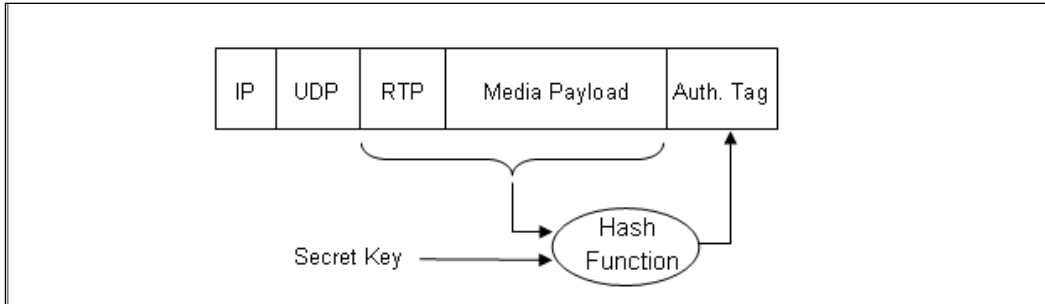 IP UDP RTP Media Payload Auth. Tag
Hash
Function
Secret Key